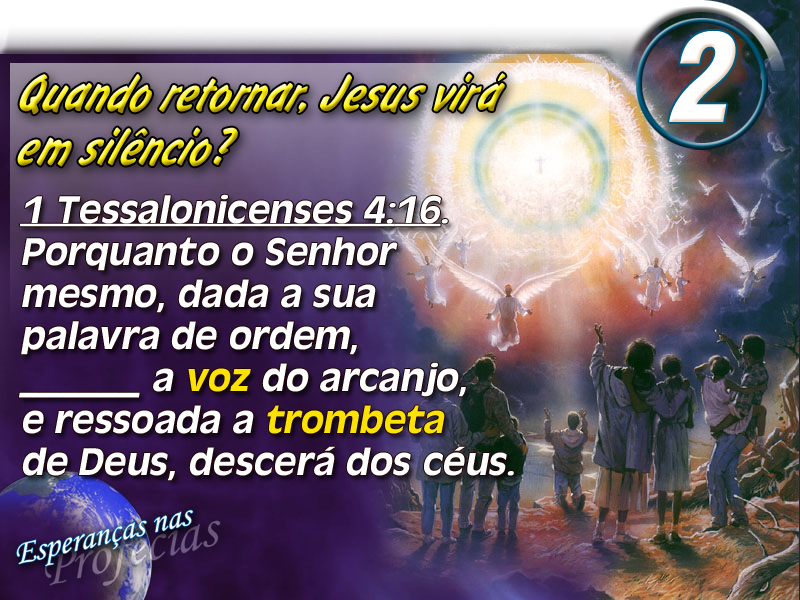 2
Quando retornar, Jesus virá
em silêncio?
1 Tessalonicenses 4:16.
Porquanto o Senhor
mesmo, dada a sua
palavra de ordem,
______ a voz do arcanjo,
e ressoada a trombeta
de Deus, descerá dos céus.
Esperanças nas
Profecias